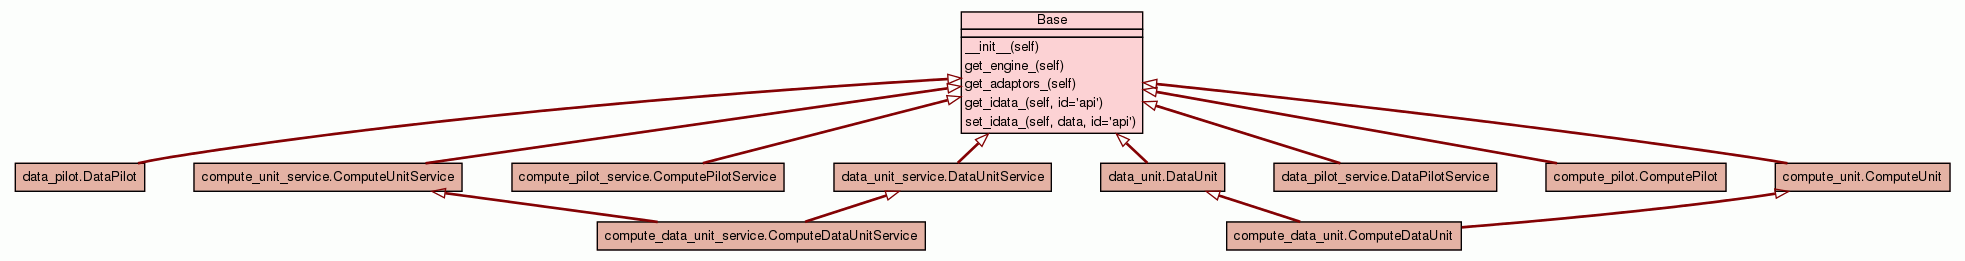 Base
__init__(self)
get_engine_(self)
get_adaptors_(self)
get_idata_(self, id='api')
set_idata_(self, data, id='api')
data_pilot.DataPilot
compute_unit_service.ComputeUnitService
compute_pilot_service.ComputePilotService
data_unit_service.DataUnitService
data_unit.DataUnit
data_pilot_service.DataPilotService
compute_pilot.ComputePilot
compute_unit.ComputeUnit
compute_data_unit_service.ComputeDataUnitService
compute_data_unit.ComputeDataUnit